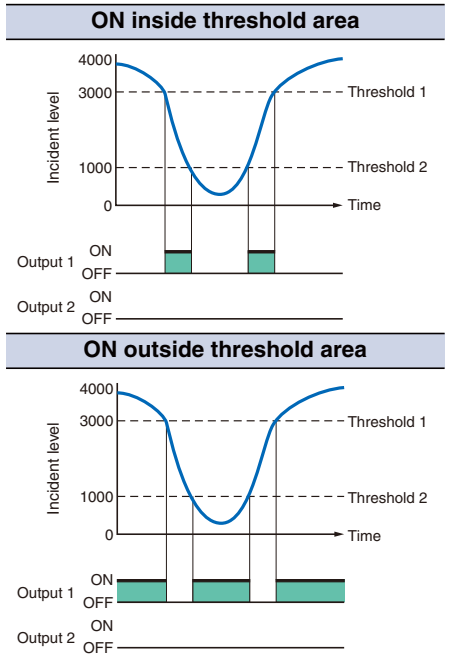 ON inside threshold area
4000
3000
1000
0
Incident level
Threshold 1
Threshold 2
Time
Output 1
ON
OFF
Output 2
ON
OFF
ON outside threshold area
4000
3000
1000
0
Incident level
Threshold 1
Threshold 2
Time
Output 1
ON
OFF
Output 2
ON
OFF